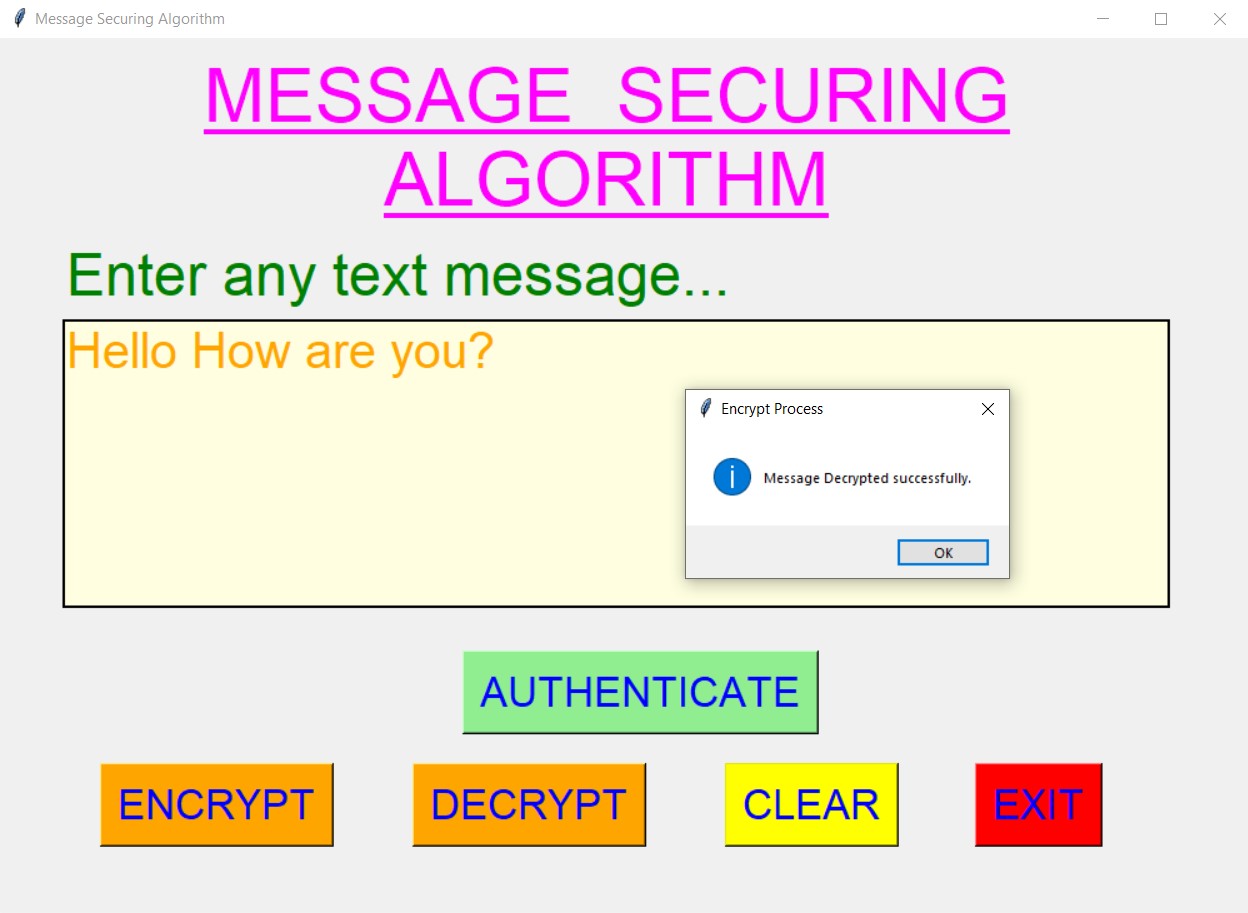 Message Securing Algorithm
MESSAGE SECURING
ALGORITHM
Enter any text message...
Hello How are you?
Encrypt Process
Message Decrypted successfully.
OK
AUTHENTICATE
ENCRYPT
DECRYPT
CLEAR
EXIT